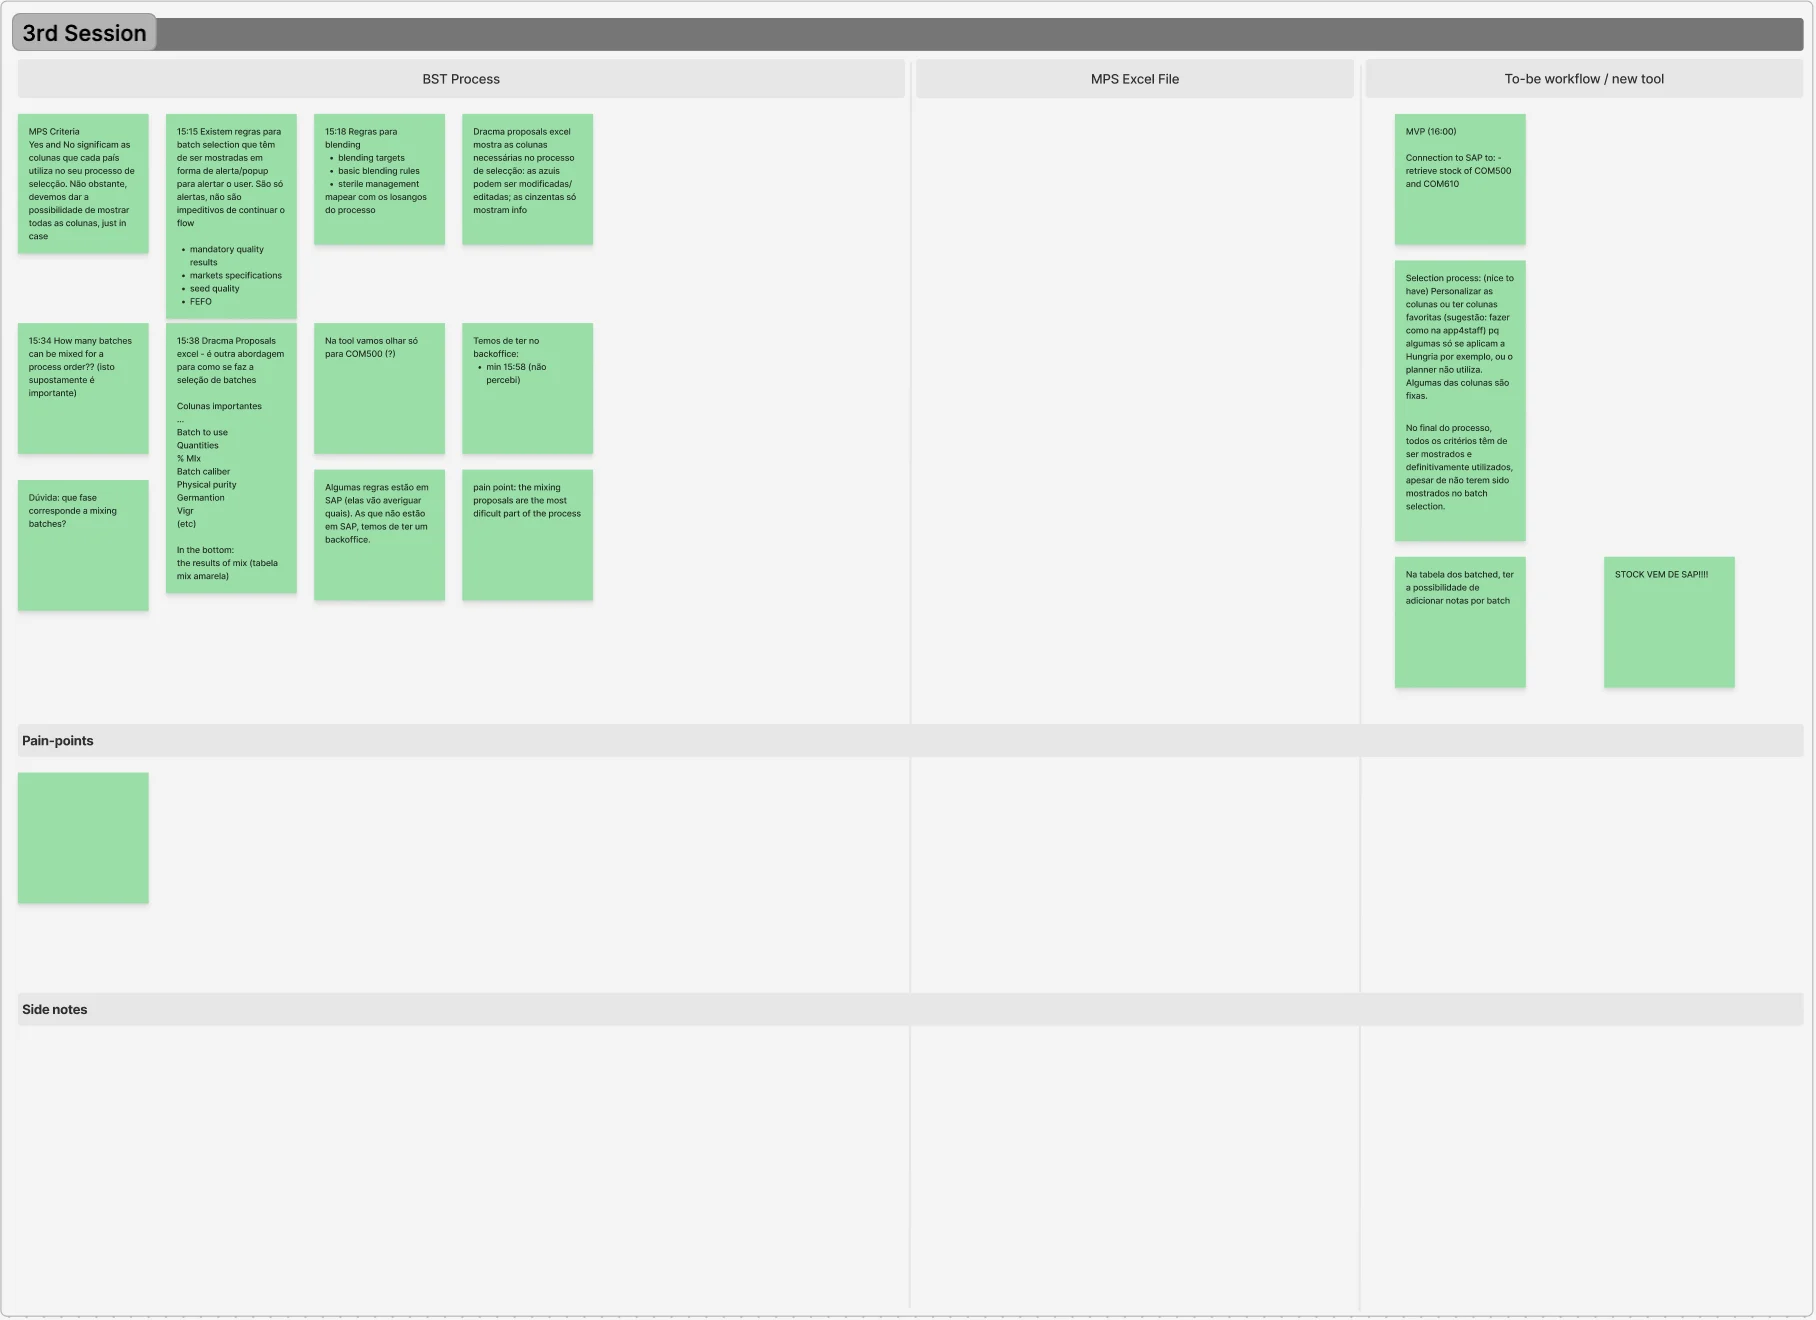 3rd Session
BST Process
MPS Excel File
To-be workflow / new tool
MPS Criteria
Yes and No significam as
colunas que cada país
utiliza no seu processo de
selecção. Não obstante,
devemos dar a
possibilidade de mostrar
todas as colunas, just in
case
15:15 Existem regras para
batch selection que têm
de ser mostradas em
forma de alerta/popup
para alertar o user. São só
alertas, não são
impeditivos de continuar o
flow
• mandatory quality
results
• markets specifications
• seed quality
• FEFO
15:18 Regras para
blending
• blending targets
• basic blending rules
• sterile management
mapear com os losangos
do processo
Dracma proposals excel
mostra as colunas
necessárias no processo
de selecção: as azuis
podem ser modificadas/
editadas; as cinzentas só
mostram info
MVP (16:00)
Connection to SAP to: -
retrieve stock of COM500
and COM610
Selection process: (nice to
have) Personalizar as
colunas ou ter colunas
favoritas (sugestão: fazer
como na app4staff) pq
algumas só se aplicam a
Hungria por exemplo, ou o
planner não utiliza.
Algumas das colunas são
fixas.
No final do processo,
todos os critérios têm de
ser mostrados e
definitivamente utilizados,
apesar de não terem sido
mostrados no batch
selection.
15:34 How many batches
can be mixed for a
process order?? (isto
supostamente é
importante)
15:38 Dracma Proposals
excel - é outra abordagem
para como se faz a
seleção de batches
Colunas importantes
...
Batch to use
Quantities
% MIx
Batch caliber
Physical purity
Germantion
Vigr
(etc)
In the bottom:
the results of mix (tabela
mix amarela)
Na tool vamos olhar só
para COM500 (?)
Temos de ter no
backoffice:
• min 15:58 (não
percebi)
Dúvida: que fase
corresponde a mixing
batches?
Algumas regras estão em
SAP (elas vão averiguar
quais). As que não estão
em SAP, temos de ter um
backoffice.
pain point: the mixing
proposals are the most
dificult part of the process
Na tabela dos batched, ter
a possibilidade de
adicionar notas por batch
STOCK VEM DE SAP!!!!
Pain-points
Side notes